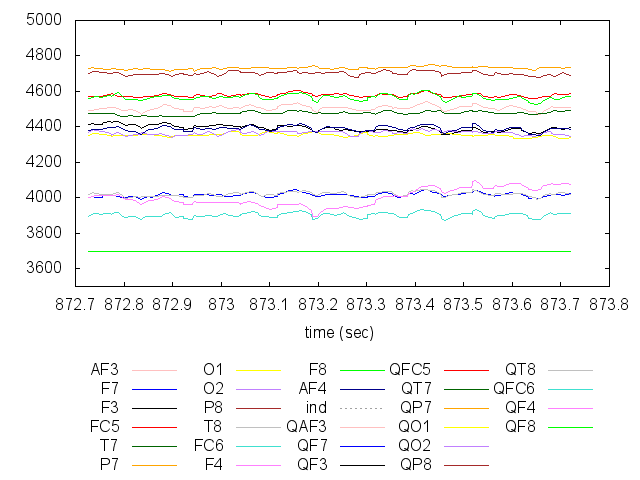 5000
4800
4600
4400
4200
4000
3800
3600
872.7 872.8 872.9 873 873.1 873.2 873.3 873.4 873.5 873.6 873.7 873.8
time (sec)
AF3 O1 F8 QFC5 QT8
F7 O2 AF4 QT7 QFC6
F3 P8 ind QP7 QF4
FC5 T8 QAF3 QO1 QF8
T7 FC6 QF7 QO2
P7 F4 QF3 QP8